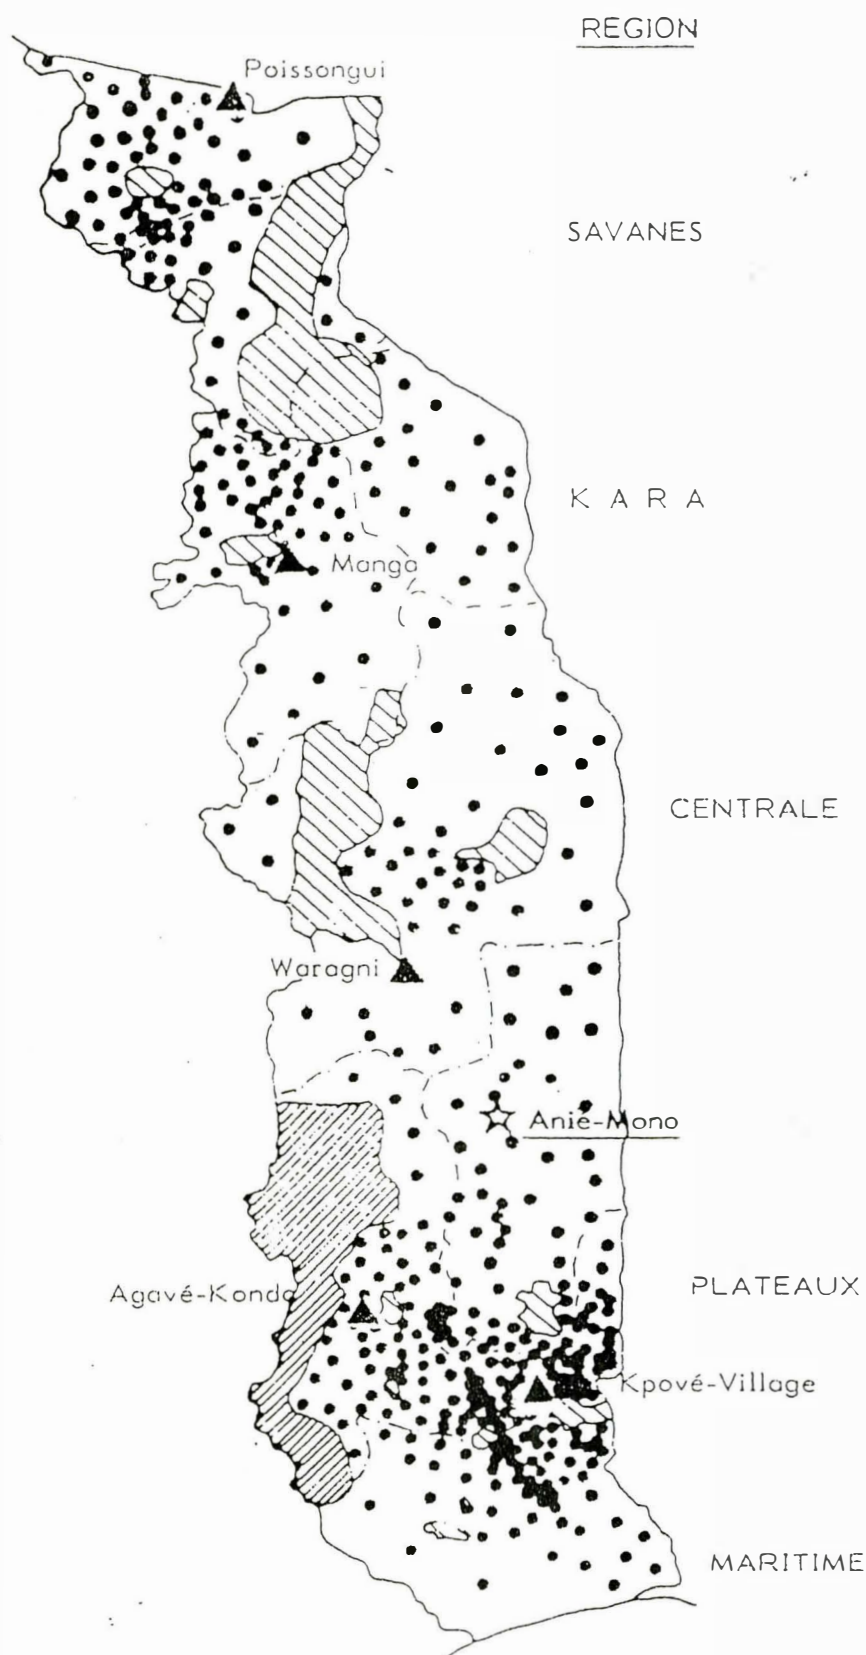 REGION
Poissongui
SAVANES
K A R A
Manga
CENTRALE
Waragni
Anié-Mono
PLATEAUX
Agavé-Konda
Kpové-Village
MARITIME